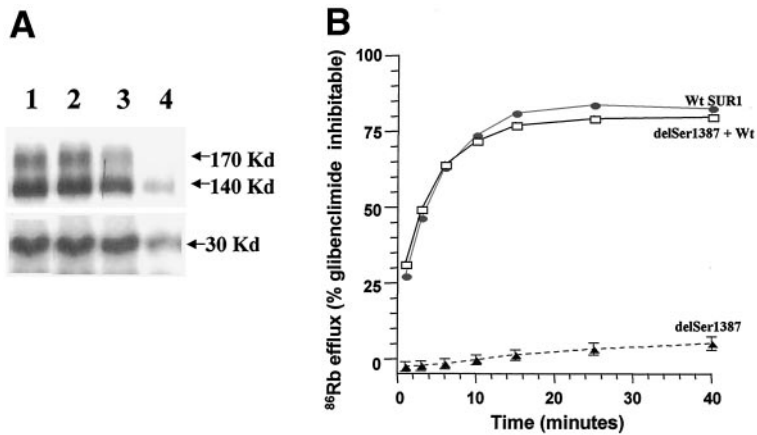 A
1 2 3 4
170 Kd
140 Kd
30 Kd
B
⁸⁶Rb efflux (% glibenclimide inhibitable)
100
75
50
25
0
Wt SUR1
delSer1387 + Wt
delSer1387
0 10 20 30 40
Time (minutes)